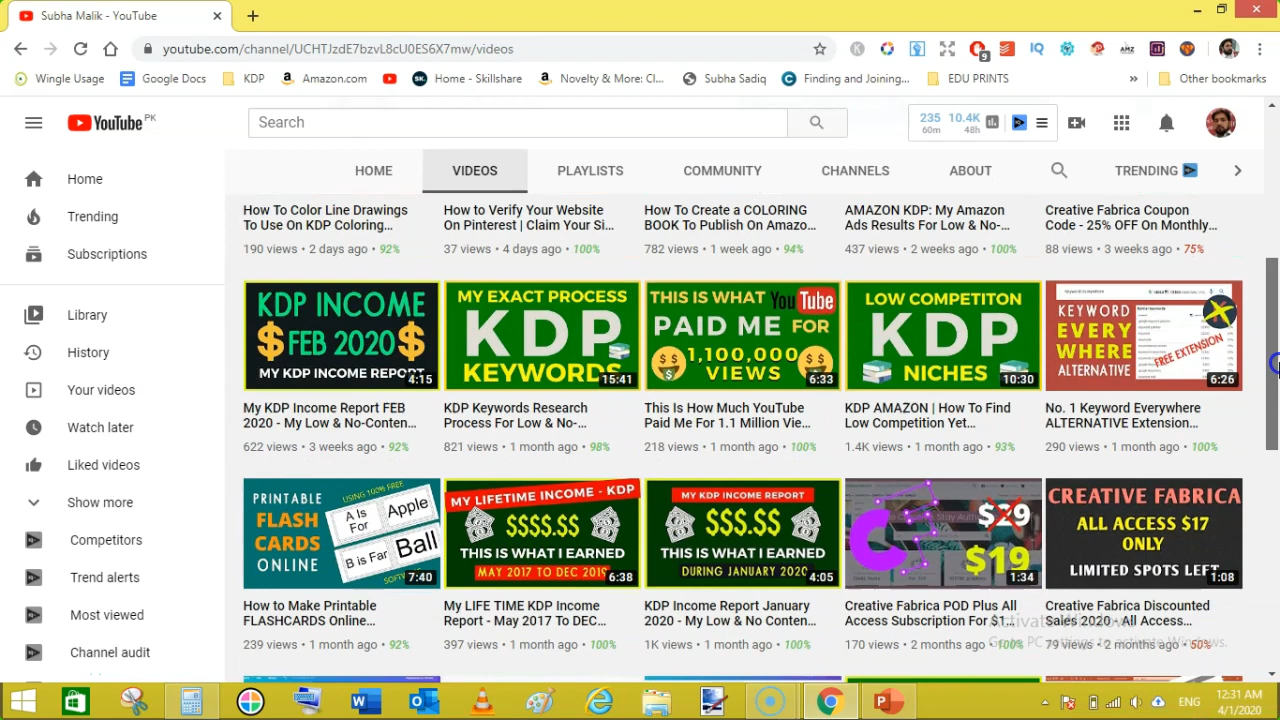 Subha Malik - YouTube
youtube.com/channel/UCHTJzdE7bzvL8cU0ES6X7mw/videos
9
IQ
AMZ
Wingle Usage
Google Docs
KDP
Amazon.com
SK.
Home - Skillshare
Novelty & More: Cl...
Subha Sadiq
Finding and Joining...
EDU PRINTS
»
Other bookmarks
YouTube PK
Search
235
60m
10.4K
48h
HOME
VIDEOS
PLAYLISTS
COMMUNITY
CHANNELS
ABOUT
TRENDING
Home
Trending
Subscriptions
Library
History
Your videos
Watch later
Liked videos
Show more
Competitors
Trend alerts
Most viewed
Channel audit
How To Color Line Drawings
To Use On KDP Coloring...
190 views • 2 days ago • 92%
How to Verify Your Website
On Pinterest | Claim Your Si...
37 views • 4 days ago • 100%
How To Create a COLORING
BOOK To Publish On Amazo...
782 views • 1 week ago • 94%
AMAZON KDP: My Amazon
Ads Results For Low & No-...
437 views • 2 weeks ago • 100%
Creative Fabrica Coupon
Code - 25% OFF On Monthly...
88 views • 3 weeks ago • 75%
KDP INCOME
$ FEB 2020 $
MY KDP INCOME REPORT
4:15
My KDP Income Report FEB
2020 - My Low & No-Conten...
622 views • 3 weeks ago • 92%
MY EXACT PROCESS
KDP
KEYWORDS
15:41
KDP Keywords Research
Process For Low & No-...
821 views • 1 month ago • 98%
THIS IS WHAT YouTube
PAID ME FOR
1,100,000
VIEWS
6:33
This Is How Much YouTube
Paid Me For 1.1 Million Vie...
218 views • 1 month ago • 100%
LOW COMPETITON
KDP
NICHES
10:30
KDP AMAZON | How To Find
Low Competition Yet...
1.4K views • 1 month ago • 93%
KEYWORD
EVERY
WHERE
ALTERNATIVE
FREE EXTENSION
6:26
No. 1 Keyword Everywhere
ALTERNATIVE Extension...
290 views • 1 month ago • 100%
PRINTABLE
FLASH
CARDS
ONLINE
USING 100% FREE
A Is
For
Apple
B is For
Ball
7:40
How to Make Printable
FLASHCARDS Online...
239 views • 1 month ago • 92%
MY LIFETIME INCOME - KDP
$$$$.$$
THIS IS WHAT I EARNED
MAY 2017 TO DEC 2019
6:38
My LIFE TIME KDP Income
Report - May 2017 To DEC...
397 views • 1 month ago • 100%
MY KDP INCOME REPORT
$$$.$$
THIS IS WHAT I EARNED
DURING JANUARY 2020
4:05
KDP Income Report January
2020 - My Low & No Conten...
1K views • 1 month ago • 100%
C
$29
$19
1:34
Creative Fabrica POD Plus All
Access Subscription For $1...
170 views • 2 months ago • 100%
CREATIVE FABRICA
ALL ACCESS $17
ONLY
LIMITED SPOTS LEFT
1:08
Creative Fabrica Discounted
Sales 2020 - All Access...
79 views • 2 months ago • 50%
Activate Windows
Go to PC settings to activate Windows.
ENG
12:31 AM
4/1/2020